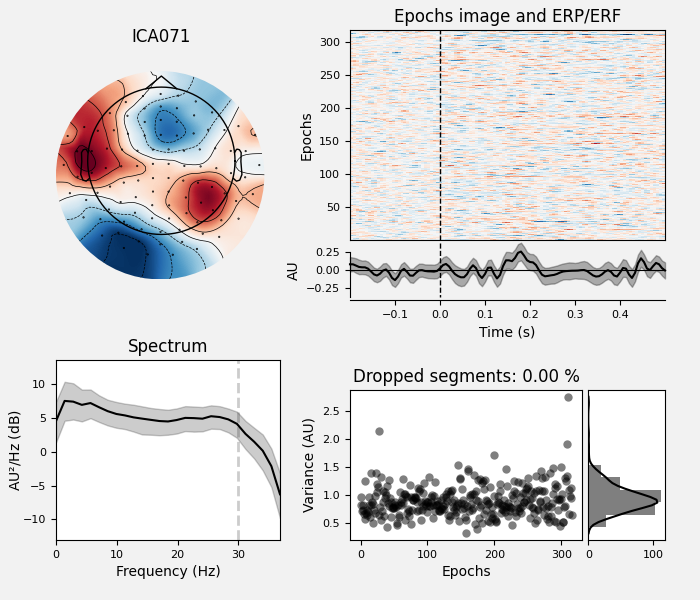 ICA071
Epochs image and ERP/ERF
Epochs
300
250
200
150
100
50
AU
0.25
0.00
−0.25
−0.1 0.0 0.1 0.2 0.3 0.4
Time (s)
Spectrum
AU²/Hz (dB)
10
5
0
−5
−10
0 10 20 30
Frequency (Hz)
Dropped segments: 0.00 %
Variance (AU)
2.5
2.0
1.5
1.0
0.5
0 100 200 300
Epochs
0 100